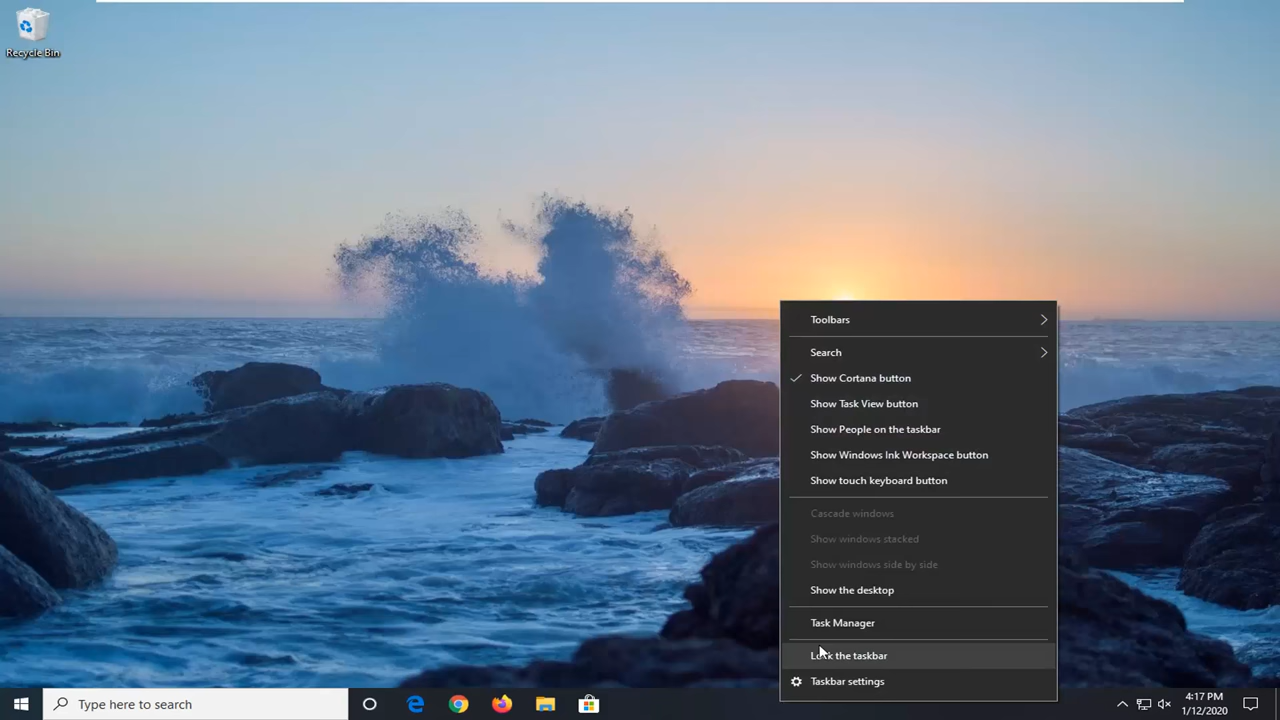 Recycle Bin
Toolbars
Search
Show Cortana button
Show Task View button
Show People on the taskbar
Show Windows Ink Workspace button
Show touch keyboard button
Cascade windows
Show windows stacked
Show windows side by side
Show the desktop
Task Manager
Lock the taskbar
Taskbar settings
Type here to search
4:17 PM
1/12/2020